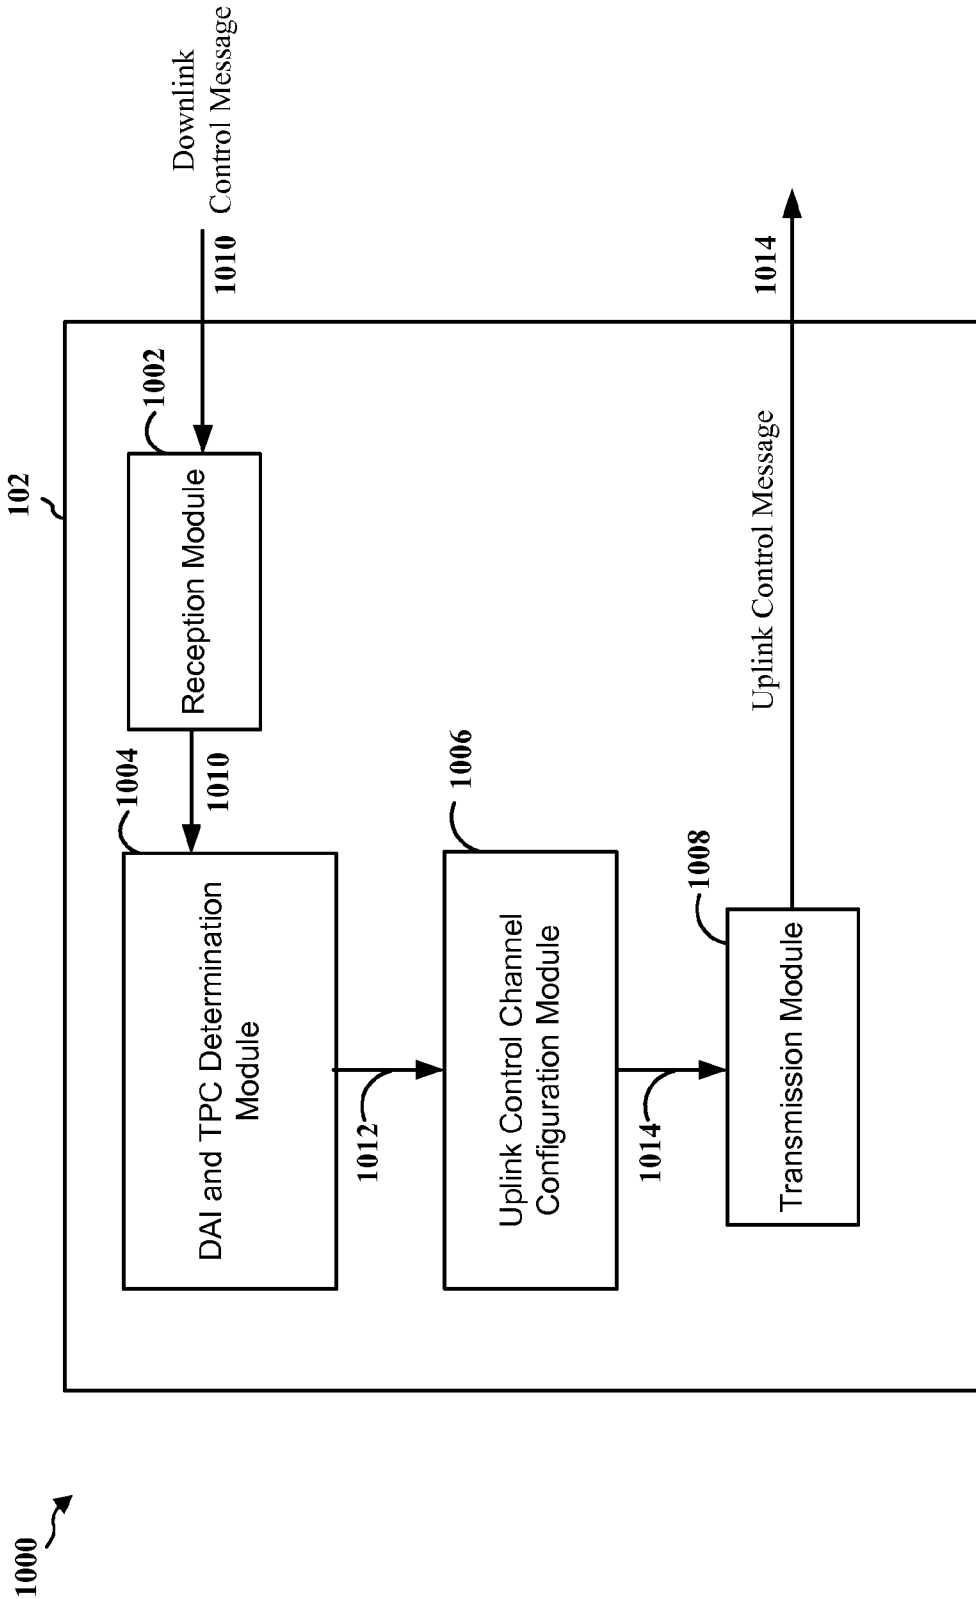 1000
102
DAI and TPC Determination
Module
1004
1010
Reception Module
1002
1010
Downlink
Control Message
1012
Uplink Control Channel
Configuration Module
1006
1014
Transmission Module
1008
Uplink Control Message
1014